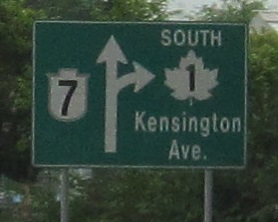 SOUTH
7
1
Kensington
Ave.